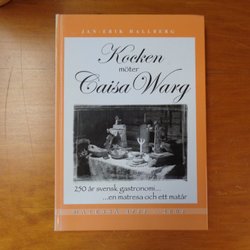 JAN-ERIK HALLBERG
Kocken
möter
Caisa Warg
250 år svensk gastronomi...
...en matresa och ett matår